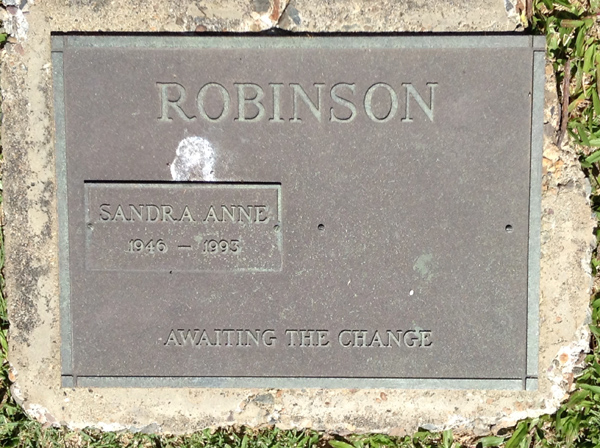 ROBINSON
SANDRA ANNE
1946 – 1993
AWAITING THE CHANGE